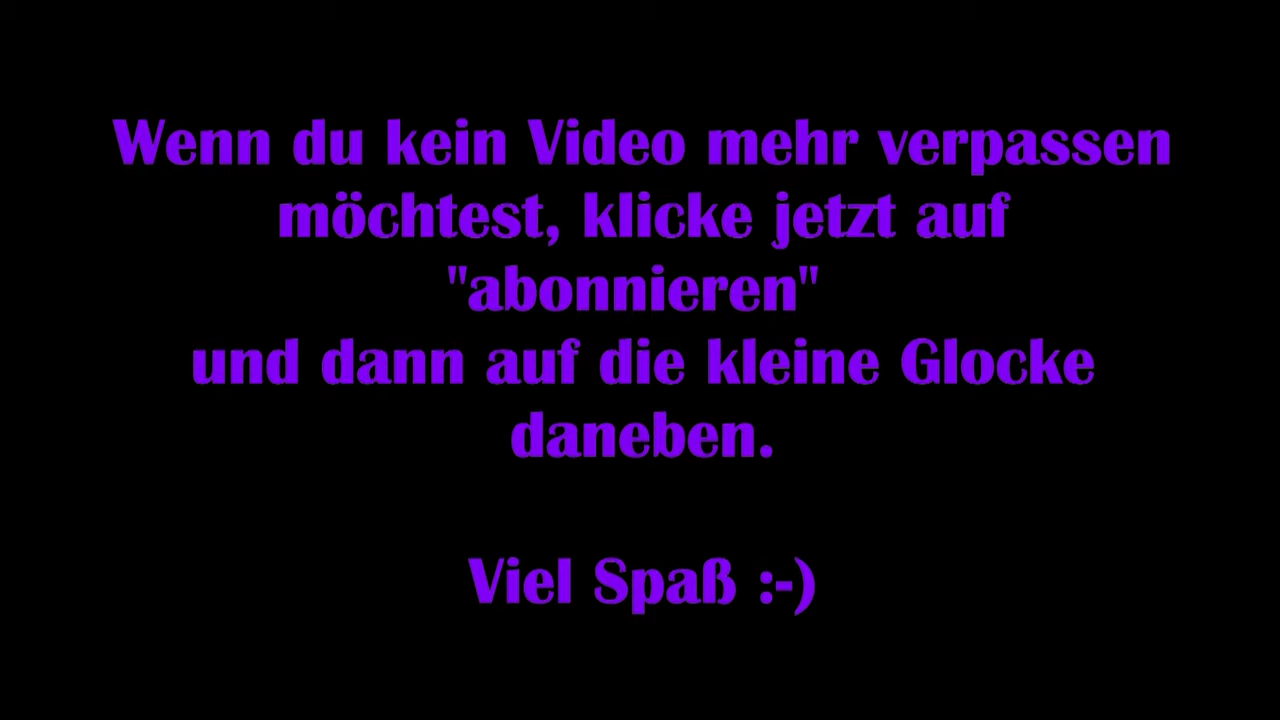 Wenn du kein Video mehr verpassen
möchtest, klicke jetzt auf
"abonnieren"
und dann auf die kleine Glocke
daneben.
Viel Spaß :-)